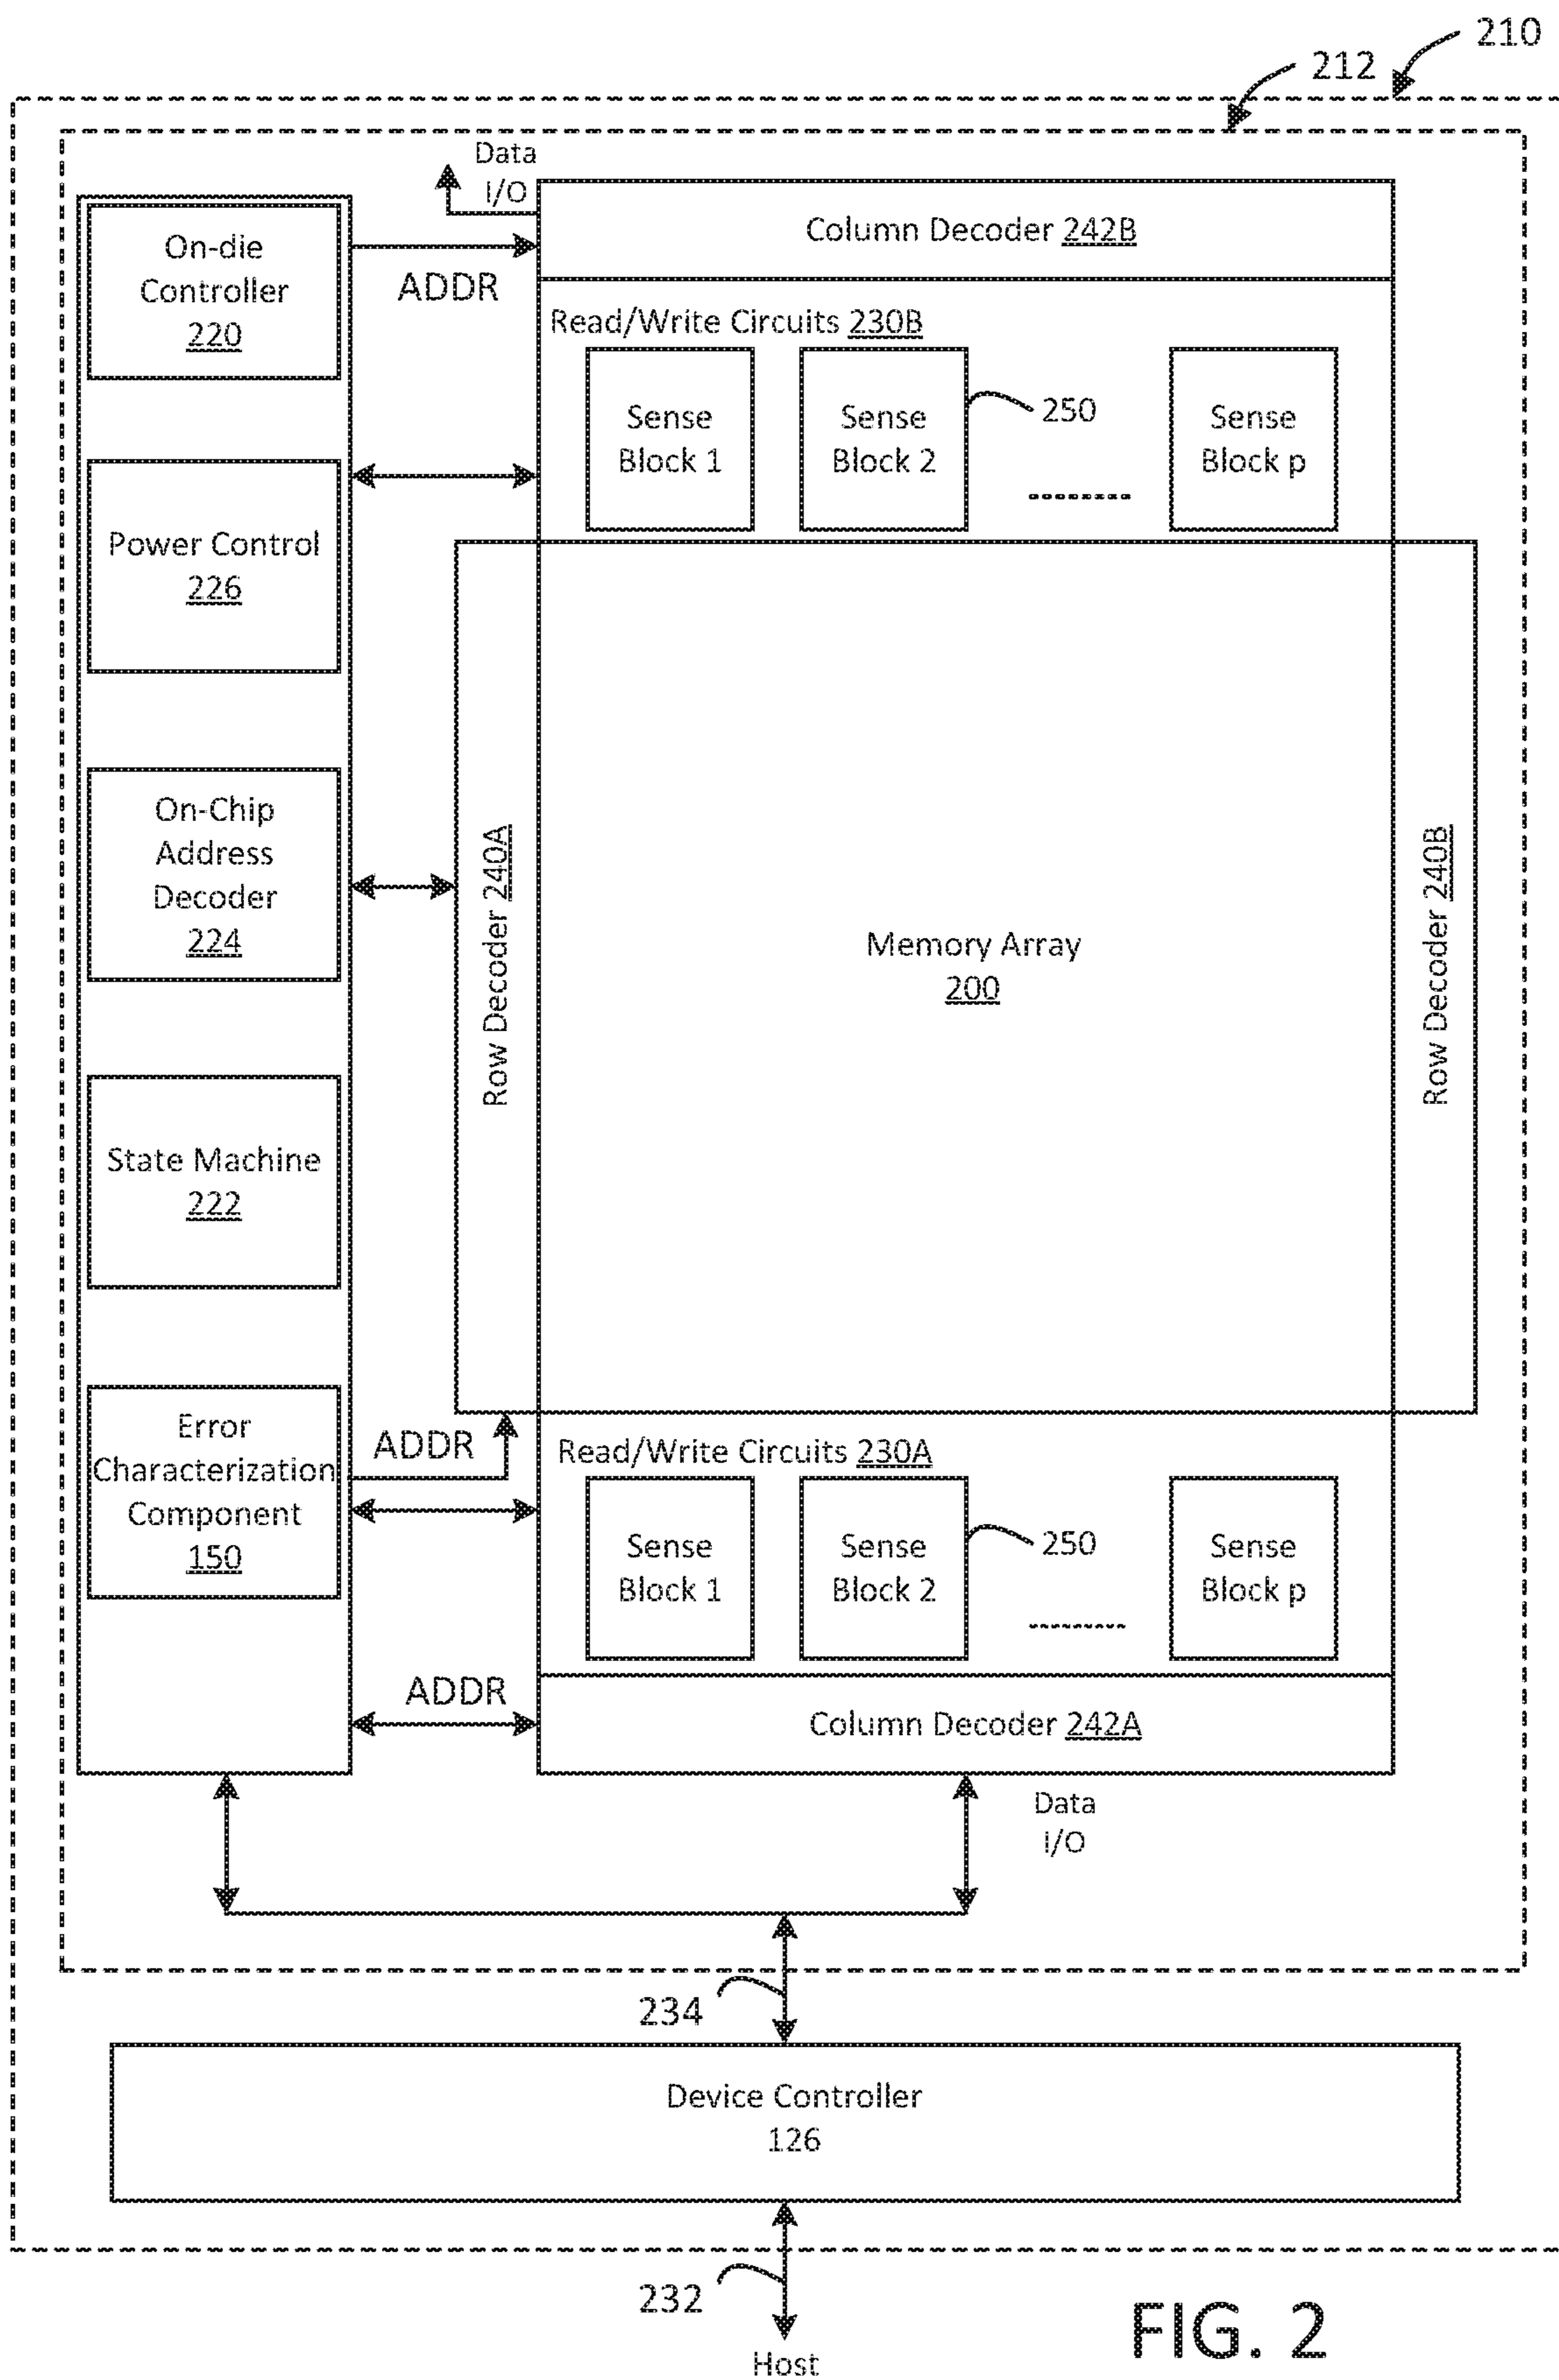 210
212
Data
I/O
Column Decoder 242B
On-die
Controller
220
ADDR
Read/Write Circuits 230B
Sense
Block 1
Sense
Block 2
250
Sense
Block p
Power Control
226
On-Chip
Address
Decoder
224
Row Decoder 240A
Memory Array
200
Row Decoder 240B
State Machine
222
Error
Characterization
Component
150
ADDR
Read/Write Circuits 230A
Sense
Block 1
Sense
Block 2
250
Sense
Block p
ADDR
Column Decoder 242A
Data
I/O
234
Device Controller
126
232
Host
FIG. 2